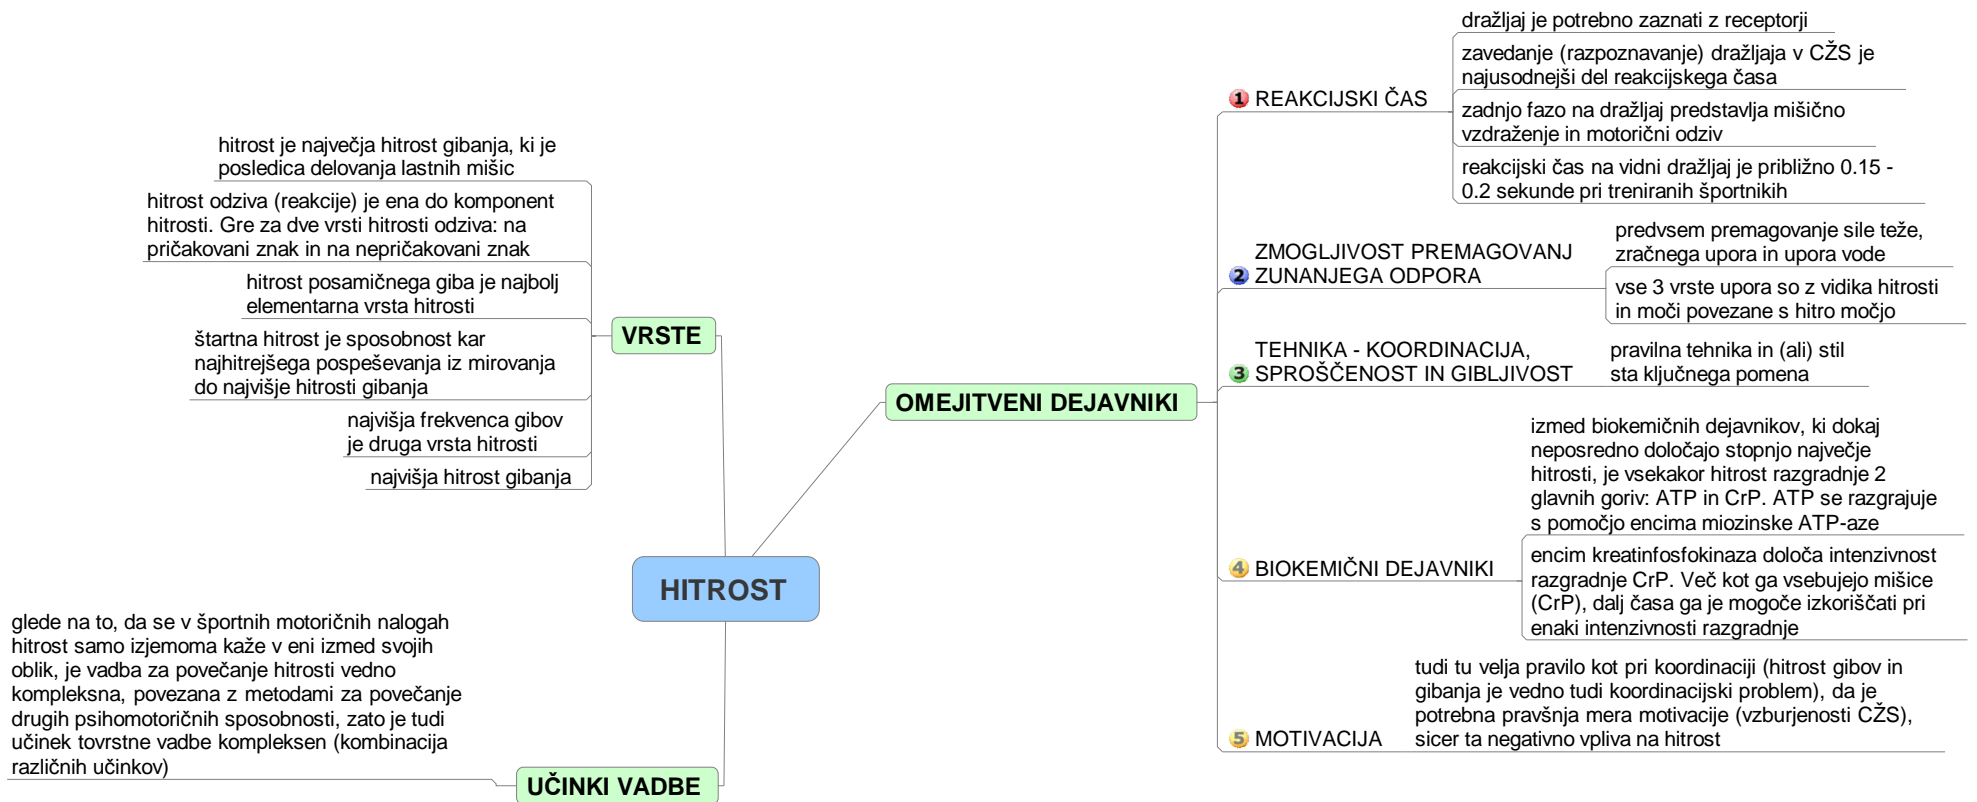 HITROST
VRSTE
hitrost je največja hitrost gibanja, ki je
posledica delovanja lastnih mišic
hitrost odziva (reakcije) je ena do komponent
hitrosti. Gre za dve vrsti hitrosti odziva: na
pričakovani znak in na nepričakovani znak
hitrost posamičnega giba je najbolj
elementarna vrsta hitrosti
štartna hitrost je sposobnost kar
najhitrejšega pospeševanja iz mirovanja
do najvišje hitrosti gibanja
najvišja frekvenca gibov
je druga vrsta hitrosti
najvišja hitrost gibanja
UČINKI VADBE
glede na to, da se v športnih motoričnih nalogah
hitrost samo izjemoma kaže v eni izmed svojih
oblik, je vadba za povečanje hitrosti vedno
kompleksna, povezana z metodami za povečanje
drugih psihomotoričnih sposobnosti, zato je tudi
učinek tovrstne vadbe kompleksen (kombinacija
različnih učinkov)
OMEJITVENI DEJAVNIKI
1 REAKCIJSKI ČAS
dražljaj je potrebno zaznati z receptorji
zavedanje (razpoznavanje) dražljaja v CŽS je
najusodnejši del reakcijskega časa
zadnjo fazo na dražljaj predstavlja mišično
vzdraženje in motorični odziv
reakcijski čas na vidni dražljaj je približno 0.15 -
0.2 sekunde pri treniranih športnikih
ZMOGLJIVOST PREMAGOVANJ
2 ZUNANJEGA ODPORA
predvsem premagovanje sile teže,
zračnega upora in upora vode
vse 3 vrste upora so z vidika hitrosti
in moči povezane s hitro močjo
TEHNIKA - KOORDINACIJA,
3 SPROŠČENOST IN GIBLJIVOST
pravilna tehnika in (ali) stil
sta ključnega pomena
4 BIOKEMIČNI DEJAVNIKI
izmed biokemičnih dejavnikov, ki dokaj
neposredno določajo stopnjo največje
hitrosti, je vsekakor hitrost razgradnje 2
glavnih goriv: ATP in CrP. ATP se razgrajuje
s pomočjo encima miozinske ATP-aze
encim kreatinfosfokinaza določa intenzivnost
razgradnje CrP. Več kot ga vsebujejo mišice
(CrP), dalj časa ga je mogoče izkoriščati pri
enaki intenzivnosti razgradnje
5 MOTIVACIJA
tudi tu velja pravilo kot pri koordinaciji (hitrost gibov in
gibanja je vedno tudi koordinacijski problem), da je
potrebna pravšnja mera motivacije (vzburjenosti CŽS),
sicer ta negativno vpliva na hitrost